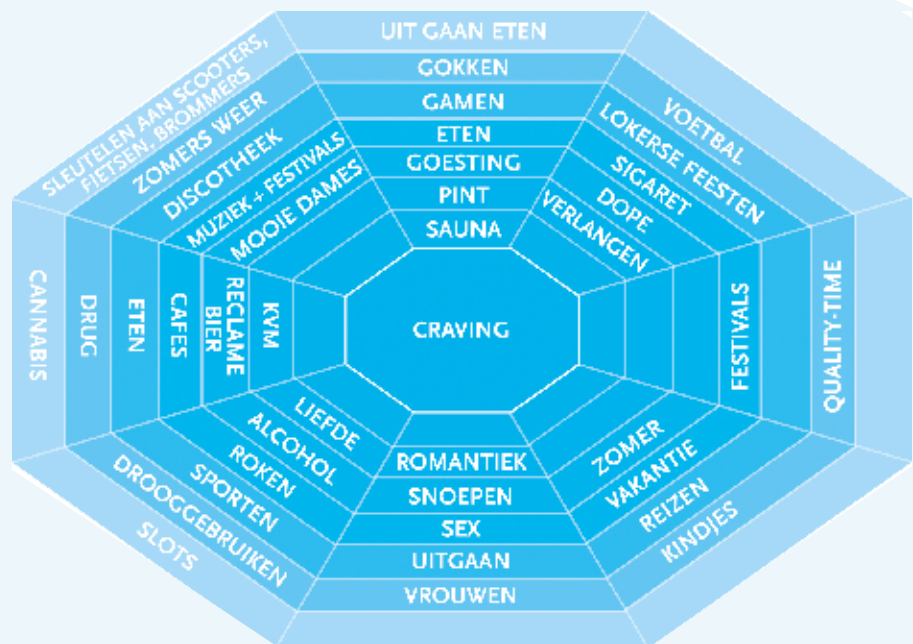 UIT GAAN ETEN
GOKKEN
GAMEN
ETEN
GOESTING
PINT
SAUNA
VOETBAL
LOKERSE FEESTEN
SIGARET
DOPE
VERLANGEN
QUALITY-TIME
FESTIVALS
KINDJES
REIZEN
VAKANTIE
ZOMER
ROMANTIEK
SNOEPEN
SEX
UITGAAN
VROUWEN
SLOTS
DROOGGEBRUIKEN
SPORTEN
ROKEN
ALCOHOL
LIEFDE
CANNABIS
DRUG
ETEN
CAFES
RECLAME
BIER
KVM
SLEUTELEN AAN SCOOTERS,
FIETSEN, BROMMERS
ZOMERS WEER
DISCOTHEEK
MUZIEK + FESTIVALS
MOOIE DAMES
CRAVING